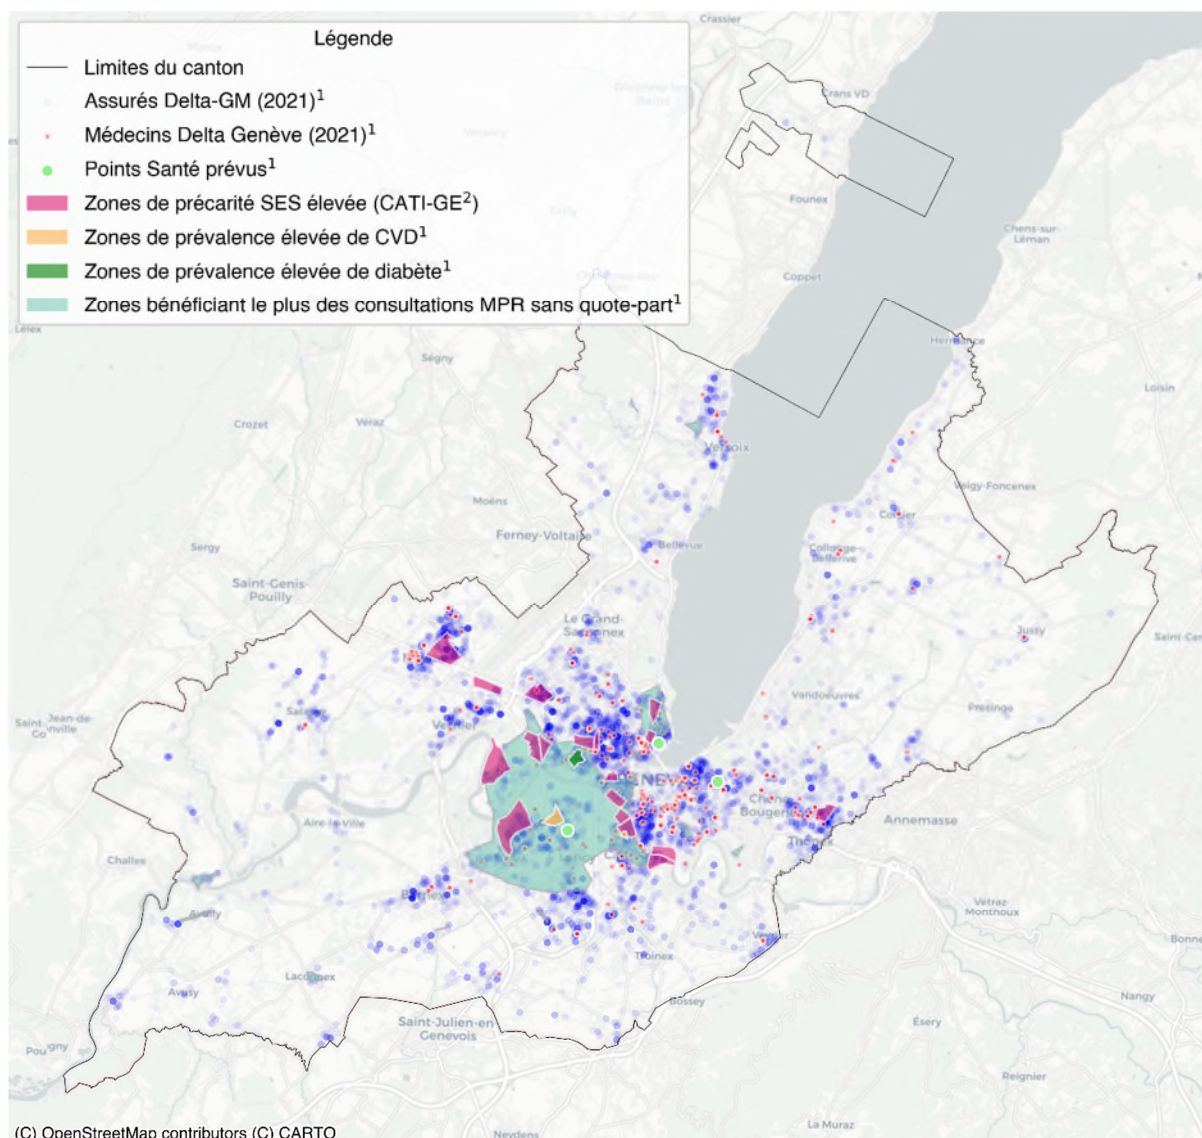 Légende
Limites du canton
Assurés Delta-GM (2021)1
Médecins Delta Genève (2021)1
Points Santé prévus1
Zones de précarité SES élevée (CATI-GE2)
Zones de prévalence élevée de CVD1
Zones de prévalence élevée de diabète1
Zones bénéficiant le plus des consultations MPR sans quote-part1
Crassier
Crans VD
Founex
Chens-sur-
Léman
Coppet
Hermance
Loisin
Lélex
Ségny
Crozet
Veraz
Versoix
Veigy-Foncenex
Moëns
Ferney-Voltaire
Corsier
Sergy
Bellevue
Collonge-
Bellerive
Saint-Genis-
Pouilly
Le Grand-
Saconnex
Jussy
Vandoeuvres
Presinge
Satigny
Vernier
Aire-la-Ville
Bougeries
Annemasse
Thônex
Challex
Bernex
Vétraz-
Monthoux
Avully
Veyrier
Troinex
Laconnex
Avusy
Bossey
Nangy
Saint-Julien-en-
Genevois
Ésery
Pougny
Reignier
La Muraz
Neydens
(C) OpenStreetMap contributors (C) CARTO